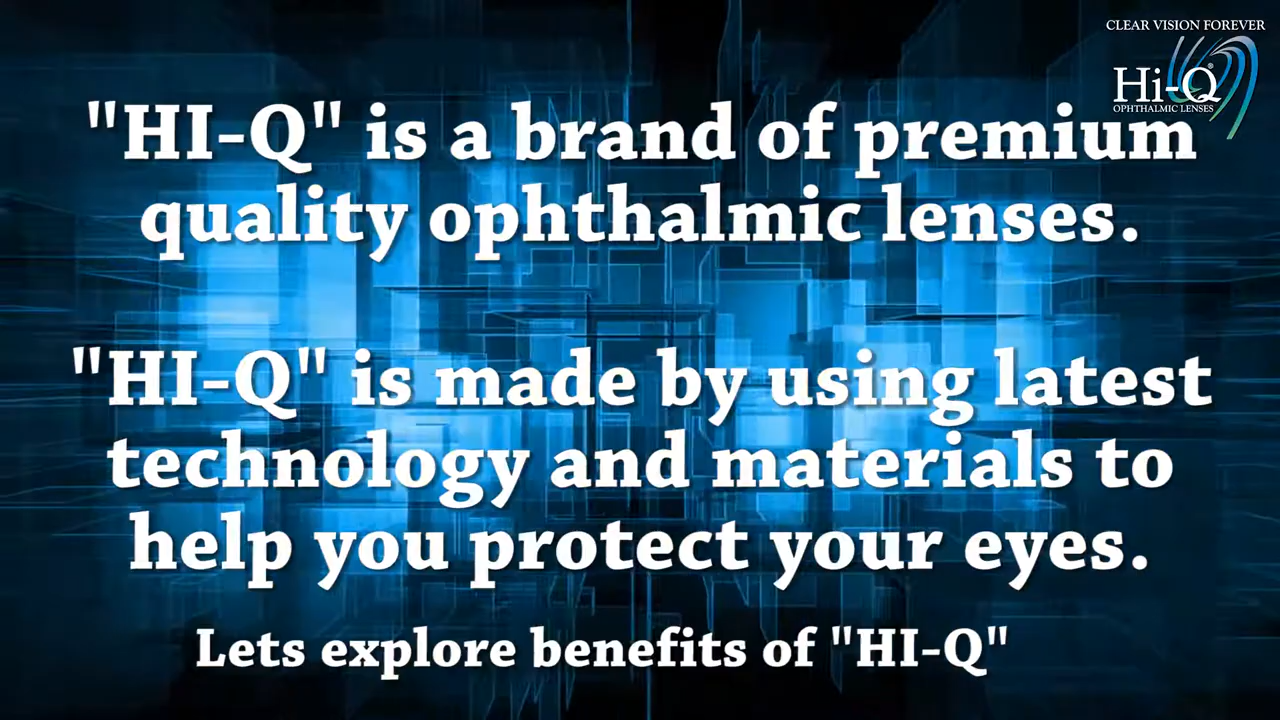 CLEAR VISION FOREVER
Hi-Q®
OPHTHALMIC LENSES
"HI-Q" is a brand of premium
quality ophthalmic lenses.
"HI-Q" is made by using latest
technology and materials to
help you protect your eyes.
Lets explore benefits of "HI-Q"